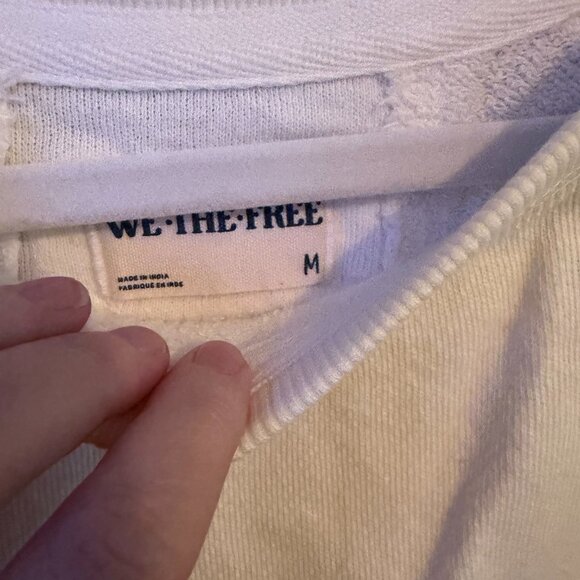 WE·THE·FREE
M
MADE IN INDIA
FABRIQUÉ EN INDE